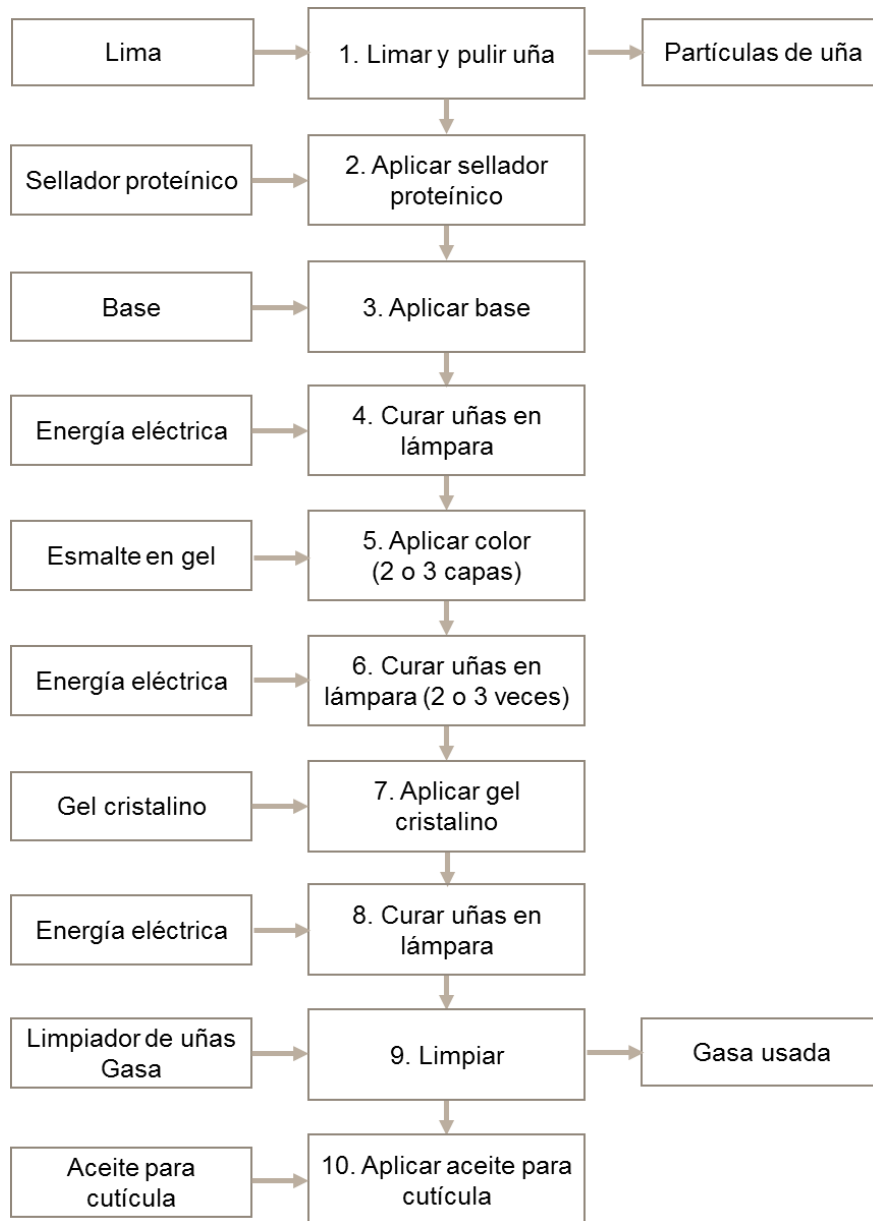 Lima
1. Limar y pulir uña
Partículas de uña
Sellador proteínico
2. Aplicar sellador
proteínico
Base
3. Aplicar base
Energía eléctrica
4. Curar uñas en
lámpara
Esmalte en gel
5. Aplicar color
(2 o 3 capas)
Energía eléctrica
6. Curar uñas en
lámpara (2 o 3 veces)
Gel cristalino
7. Aplicar gel
cristalino
Energía eléctrica
8. Curar uñas en
lámpara
Limpiador de uñas
Gasa
9. Limpiar
Gasa usada
Aceite para
cutícula
10. Aplicar aceite para
cutícula